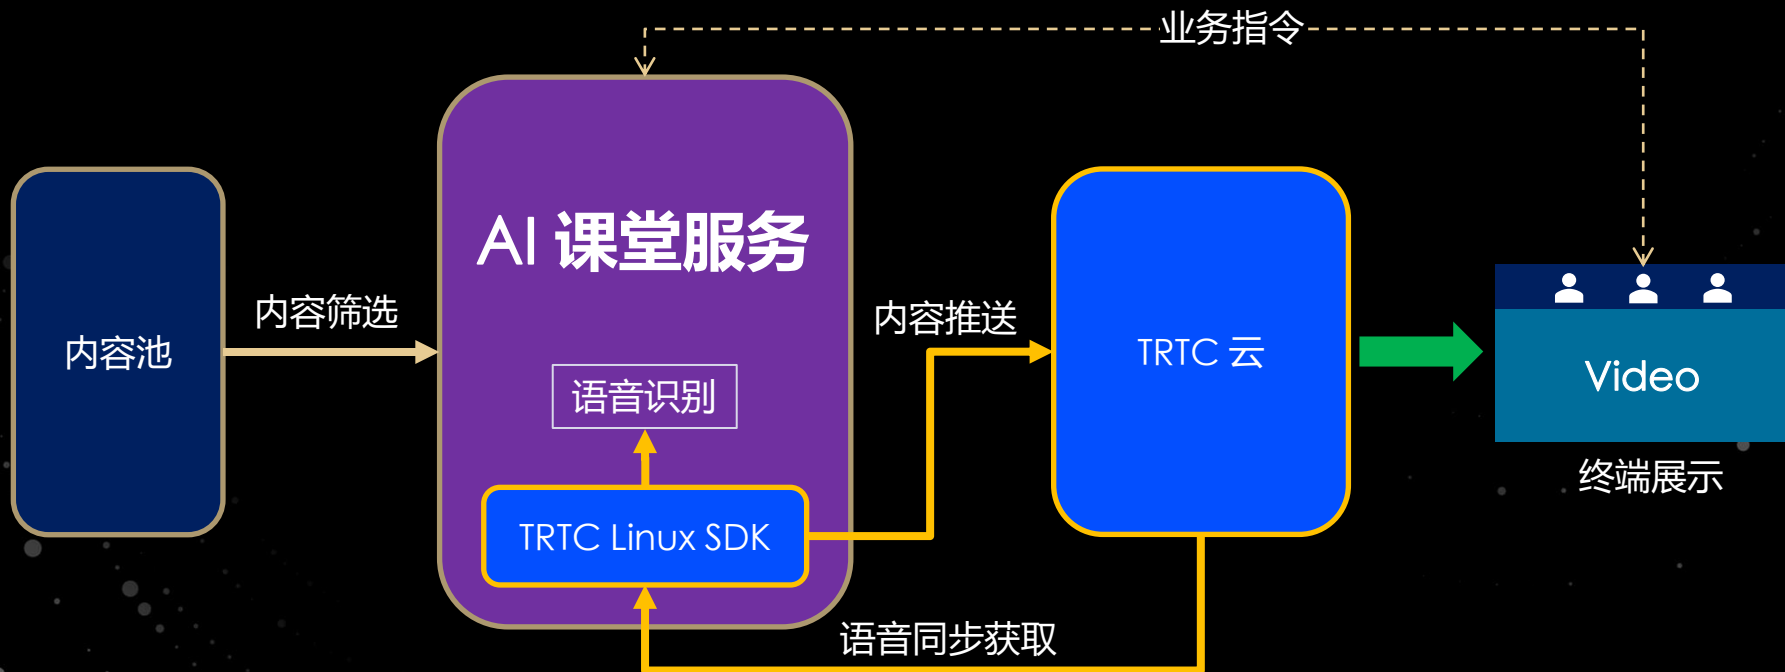 业务指令
AI 课堂服务
内容筛选
内容推送
内容池
TRTC 云
Video
语音识别
终端展示
TRTC Linux SDK
语音同步获取